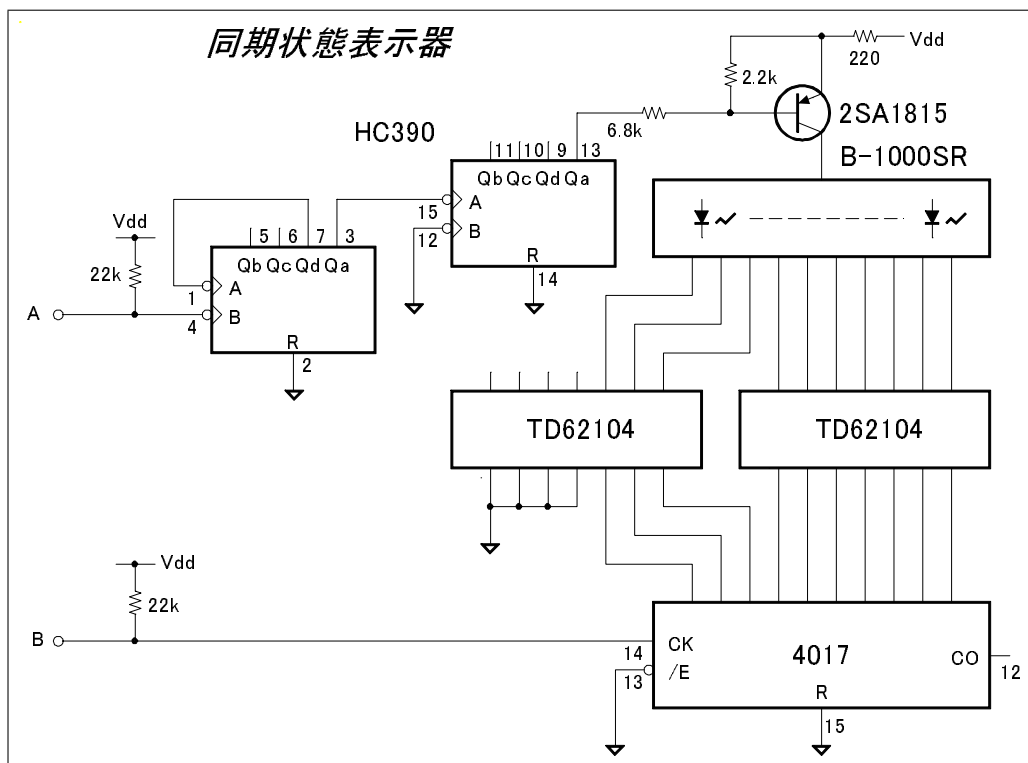 同期状態表示器
Vdd
220
2.2k
2SA1815
6.8k
HC390
B-1000SR
11 10 9 13
Qb Qc Qd Qa
15
A
12
B
R
14
Vdd
22k
5 6 7 3
Qb Qc Qd Qa
1
A
A
4
B
R
2
TD62104
TD62104
Vdd
22k
B
14
CK
13
/E
4017
CO
12
R
15